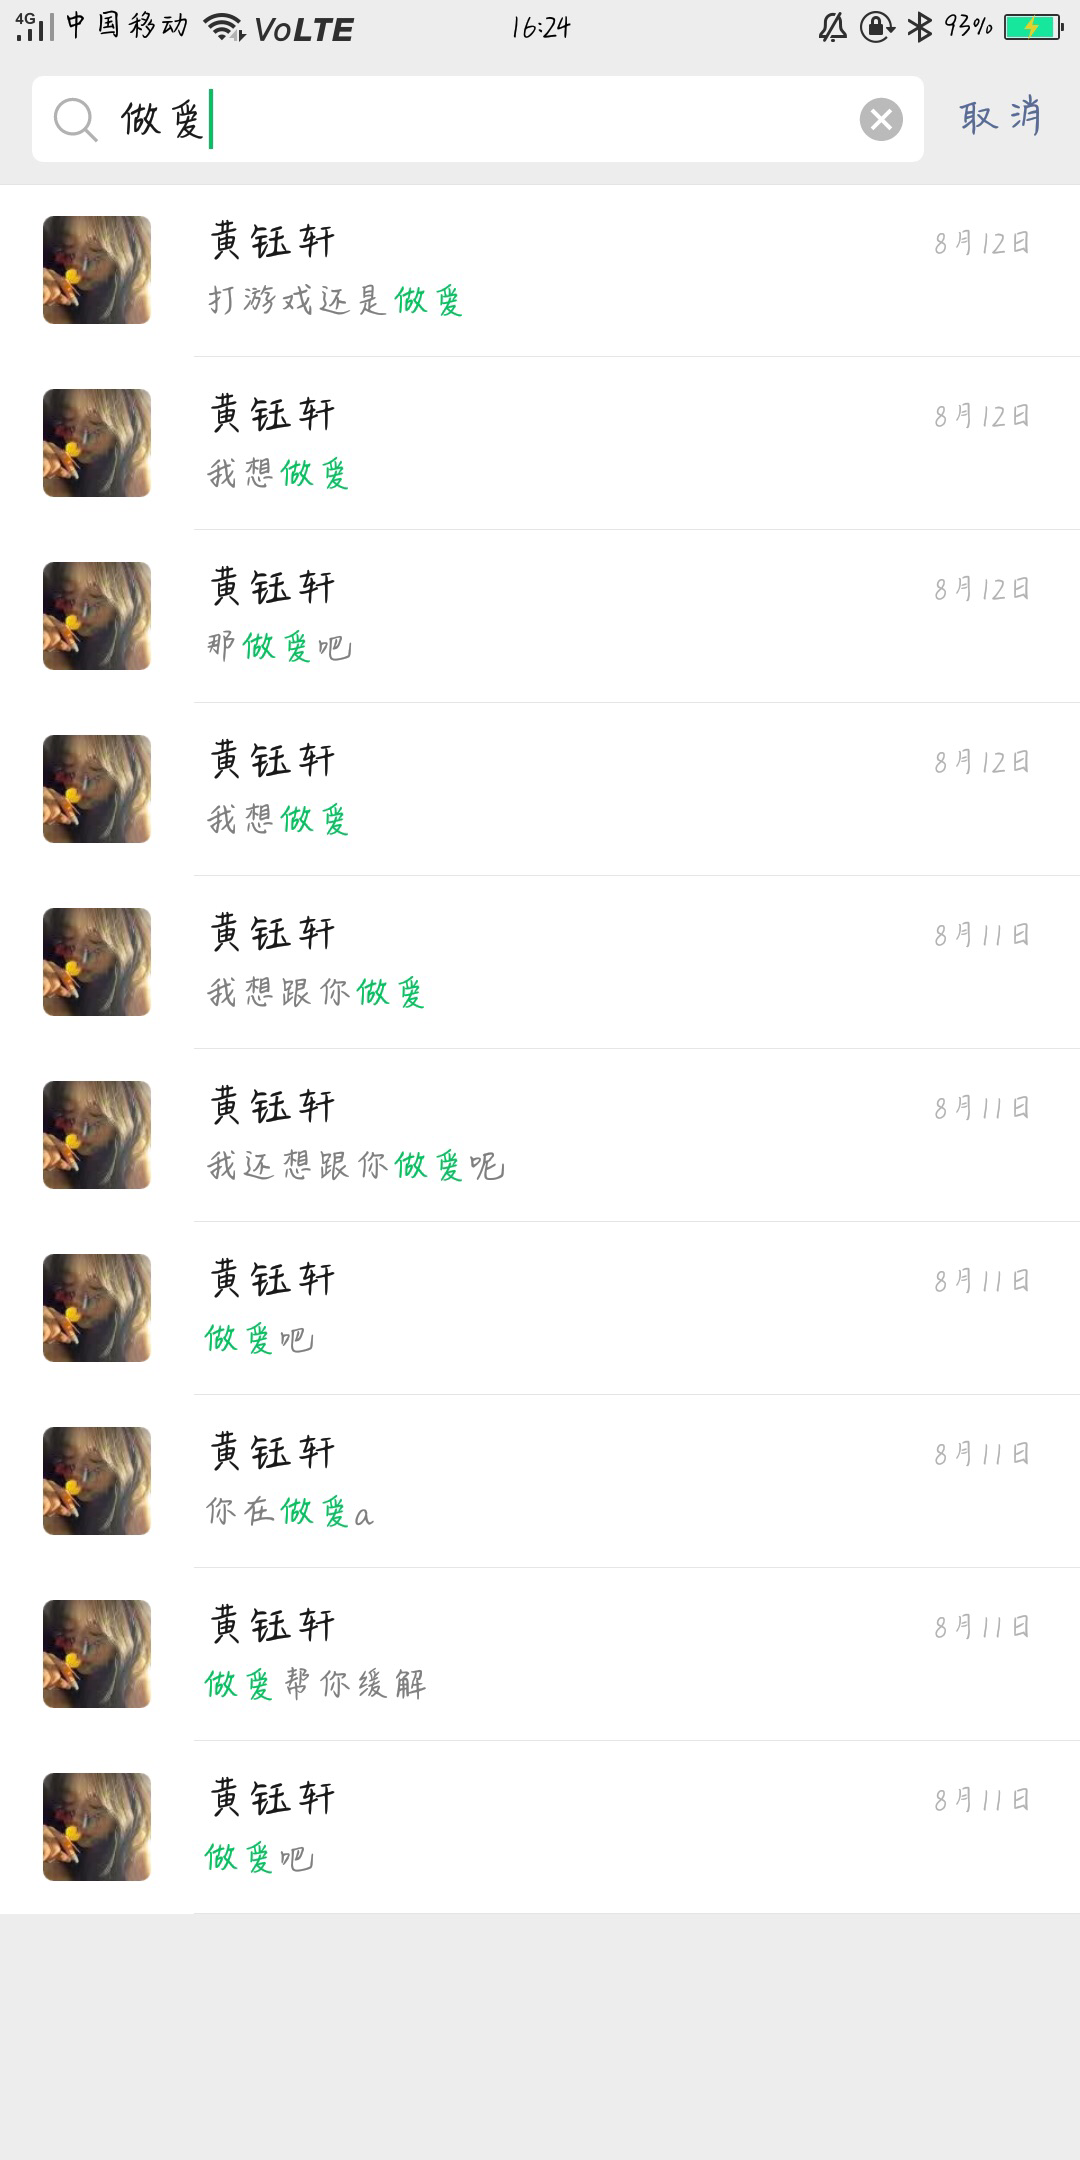 4G 中国移动 VoLTE 16:24 93%
做爱 取消
黄钰轩 8月12日
打游戏还是做爱
黄钰轩 8月12日
我想做爱
黄钰轩 8月12日
那做爱吧
黄钰轩 8月12日
我想做爱
黄钰轩 8月11日
我想跟你做爱
黄钰轩 8月11日
我还想跟你做爱呢
黄钰轩 8月11日
做爱吧
黄钰轩 8月11日
你在做爱a
黄钰轩 8月11日
做爱帮你缓解
黄钰轩 8月11日
做爱吧